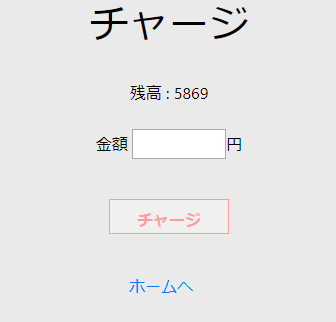 チャージ
残高 : 5869
金額 円
チャージ
ホームへ